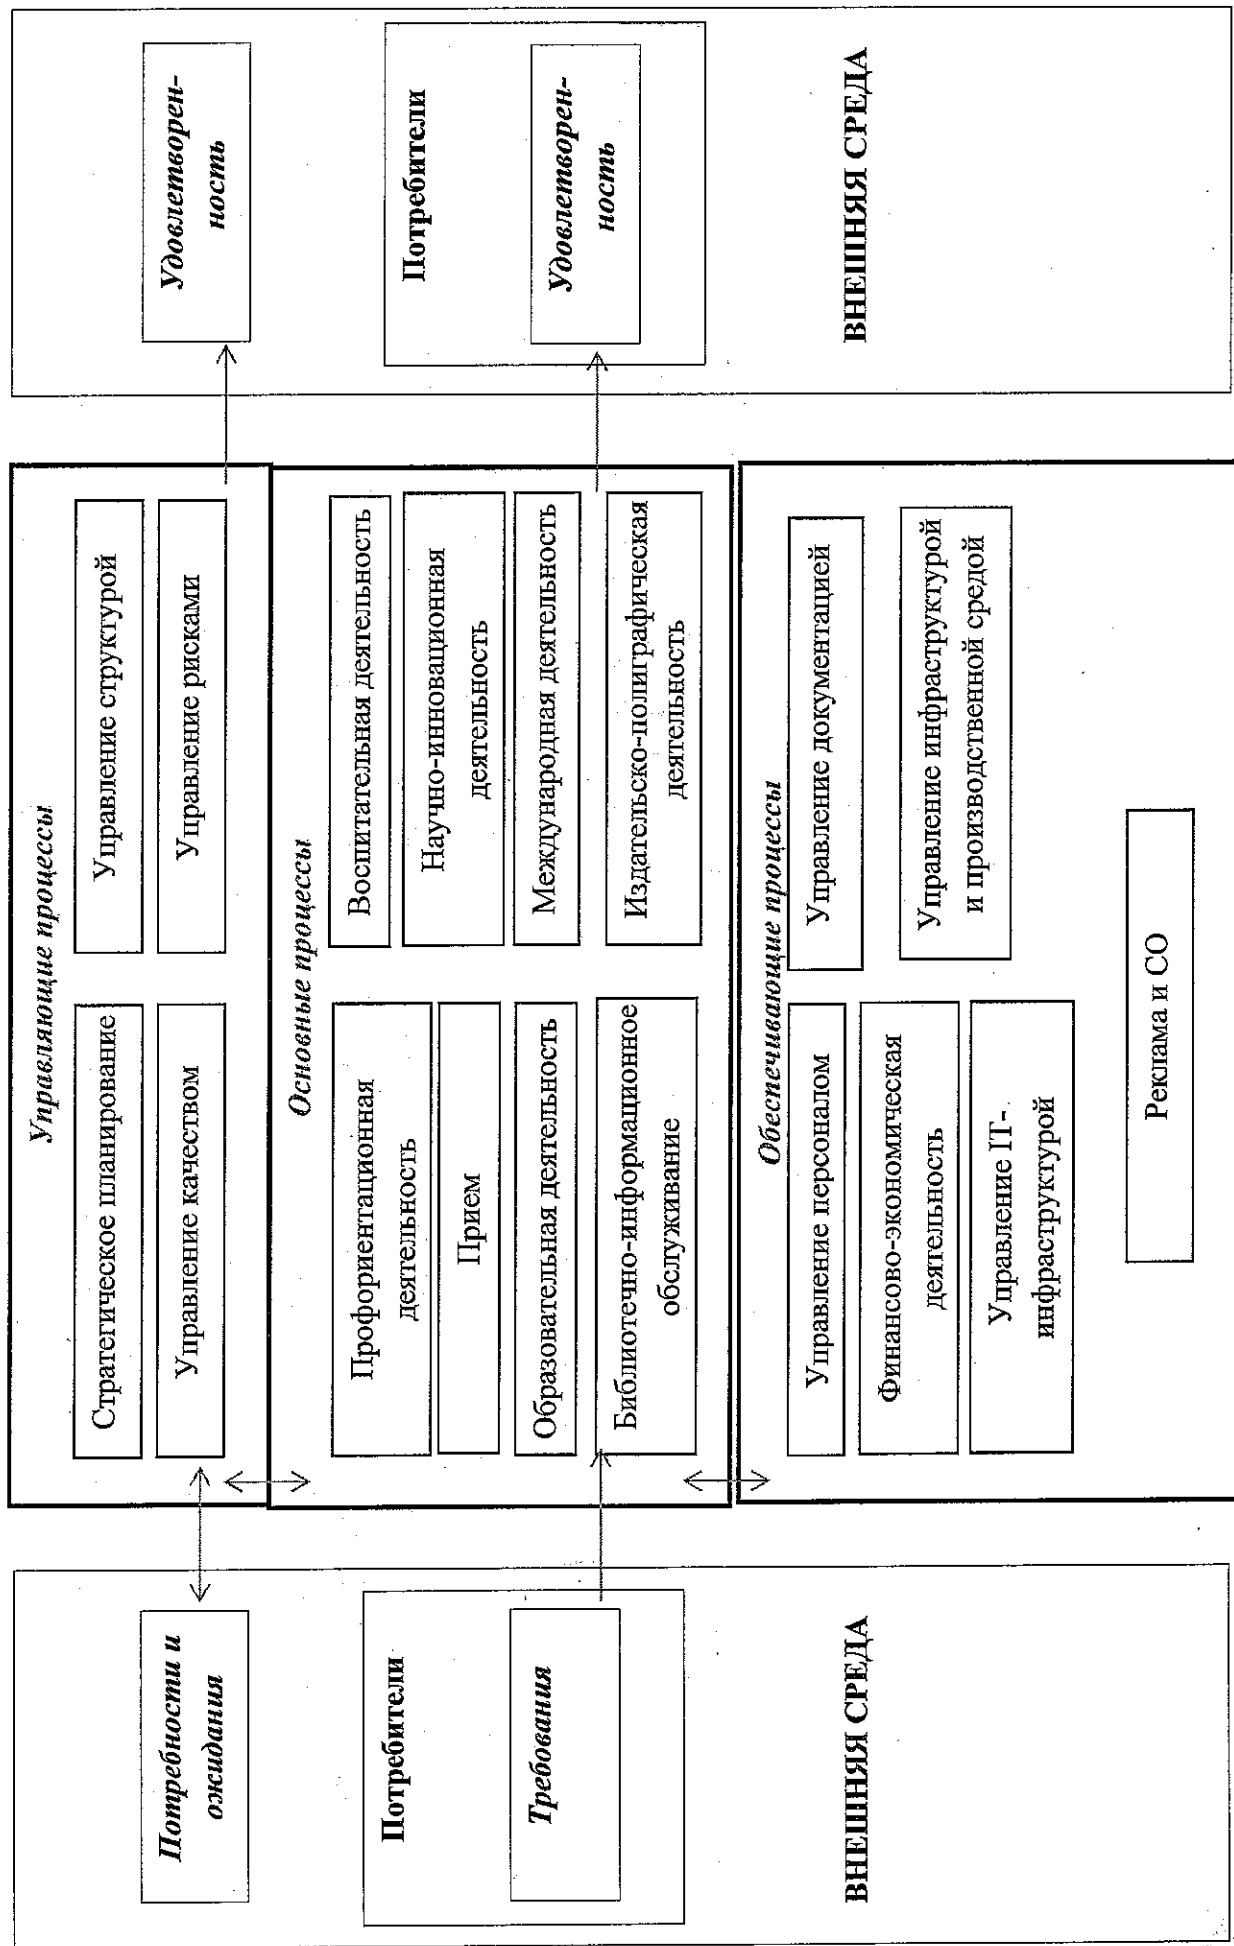 Потребности и
ожидания
Потребители
Требования
ВНЕШНЯЯ СРЕДА
Управляющие процессы
Стратегическое планирование
Управление структурой
Управление качеством
Управление рисками
Основные процессы
Профориентационная
деятельность
Прием
Образовательная деятельность
Библиотечно-информационное
обслуживание
Воспитательная деятельность
Научно-инновационная
деятельность
Международная деятельность
Издательско-полиграфическая
деятельность
Обеспечивающие процессы
Управление персоналом
Финансово-экономическая
деятельность
Управление IT-
инфраструктурой
Управление документацией
Управление инфраструктурой
и производственной средой
Реклама и СО
Удовлетворен-
ность
Потребители
Удовлетворен-
ность
ВНЕШНЯЯ СРЕДА